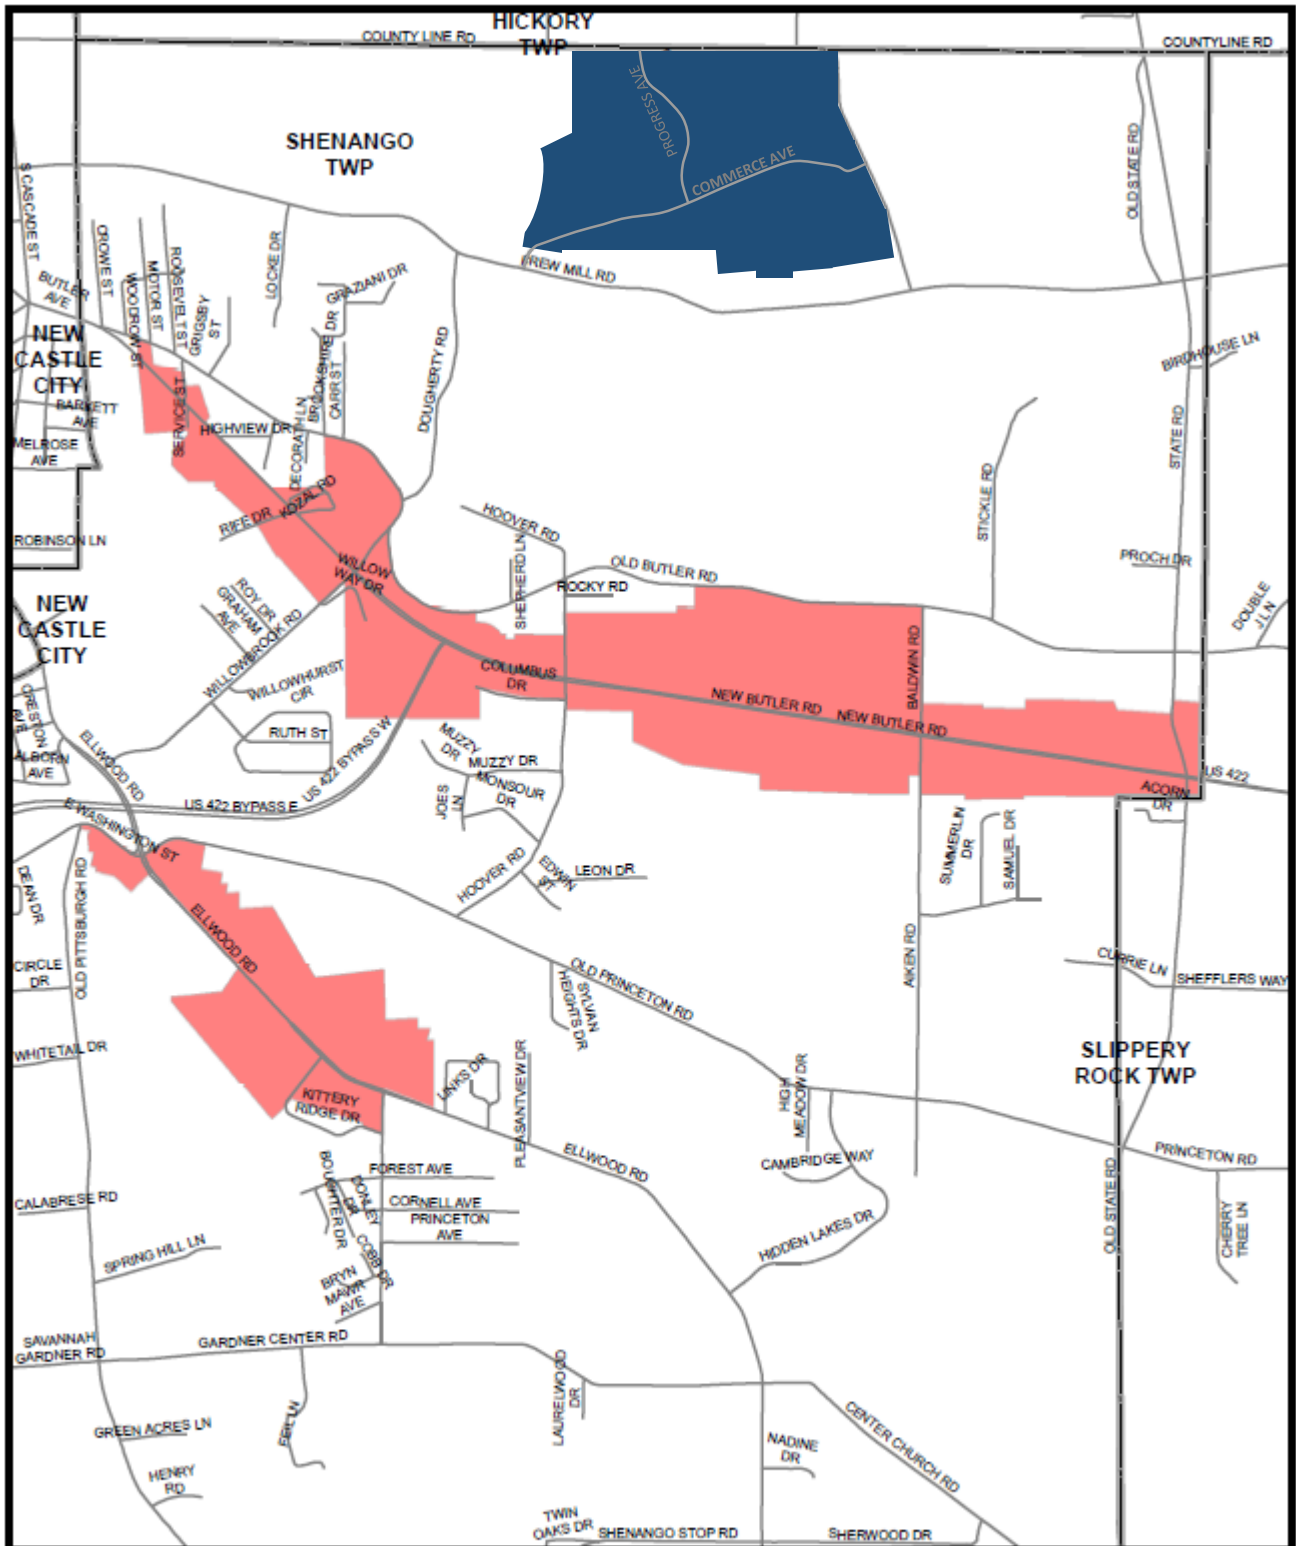 HICKORY
TWP
COUNTY LINE RD
COUNTYLINE RD
PROGRESS AVE
SHENANGO
TWP
COMMERCE AVE
OLD STATE RD
S CASCADE ST
CROWE ST
WOODROW ST
MOTOR ST
ROOSEVELT ST
GRIGSBY
ST
LOCKE DR
GRAZIANI DR
DREW MILL RD
BUTLER
AVE
NEW
CASTLE
CITY
BROOKSHIRE DR
CARR ST
DOUGHERTY RD
BIRDHOUSE LN
BARKETT
AVE
SERVICE ST
HIGHVIEW DR
DECORAH LN
STATE RD
MELROSE
AVE
KOZAL RD
RIFE DR
HOOVER RD
STICKLE RD
ROBINSON LN
WILLOW
WAY DR
SHEPHERD LN
OLD BUTLER RD
ROCKY RD
PROCH DR
DOUBLE
J LN
NEW
CASTLE
CITY
ROY DR
GRAHAM
AVE
WILLOWBROOK RD
WILLOWHURST
CIR
COLUMBUS
DR
BALDWIN RD
NEW BUTLER RD
NEW BUTLER RD
CRESTON
AVE
RUTH ST
US 422 BYPASS W
MUZZY
DR
MUZZY DR
MONSOUR
DR
JOES
LN
ALBORN
AVE
ELLWOOD RD
US 422 BYPASS E
US 422
ACORN
DR
E WASHINGTON ST
SUMMERLIN
DR
SAMUEL DR
DEAN DR
OLD PITTSBURGH RD
HOOVER RD
EDWIN
ST
LEON DR
ELLWOOD RD
AIKEN RD
CIRCLE
DR
OLD PRINCETON RD
SYLVAN
HEIGHTS DR
CURRIE LN
SHEFFLERS WAY
WHITETAIL DR
SLIPPERY
ROCK TWP
LINKS DR
PLEASANTVIEW DR
HIGH
MEADOW DR
KITTERY
RIDGE DR
ELLWOOD RD
CAMBRIDGE WAY
PRINCETON RD
FOREST AVE
BOUGHTER DR
DONLEY
DR
CORNELL AVE
PRINCETON
AVE
CALABRESE RD
OLD STATE RD
CHERRY
TREE LN
HIDDEN LAKES DR
SPRING HILL LN
COBB DR
BRYN
MAWR
AVE
SAVANNAH
GARDNER RD
GARDNER CENTER RD
LAURELWOOD
DR
GREEN ACRES LN
FEIL LN
CENTER CHURCH RD
NADINE
DR
HENRY
RD
TWIN
OAKS DR
SHENANGO STOP RD
SHERWOOD DR